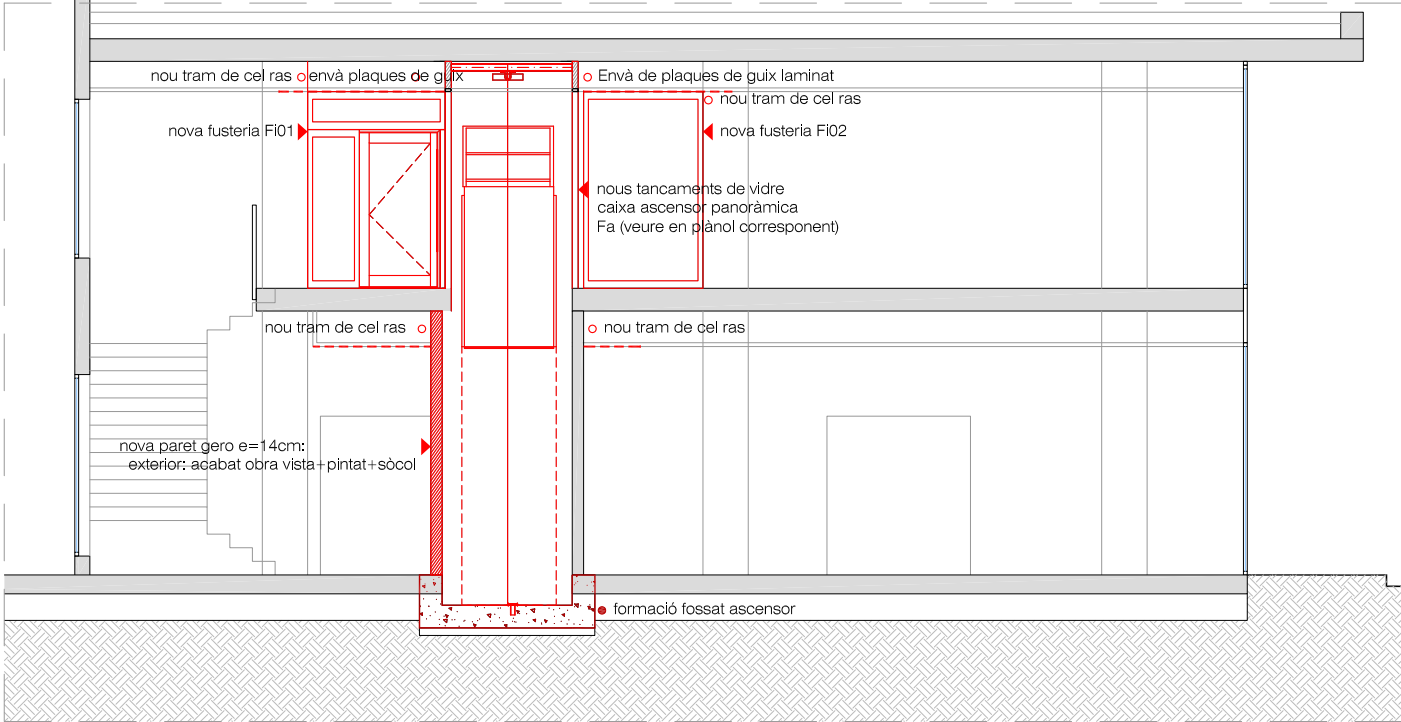 nou tram de cel ras
envà plaques de guix
Envà de plaques de guix laminat
nou tram de cel ras
nova fusteria Fi01
nova fusteria Fi02
nous tancaments de vidre
caixa ascensor panoràmica
Fa (veure en plànol corresponent)
nou tram de cel ras
nou tram de cel ras
nova paret gero e=14cm:
exterior: acabat obra vista+pintat+sòcol
formació fossat ascensor